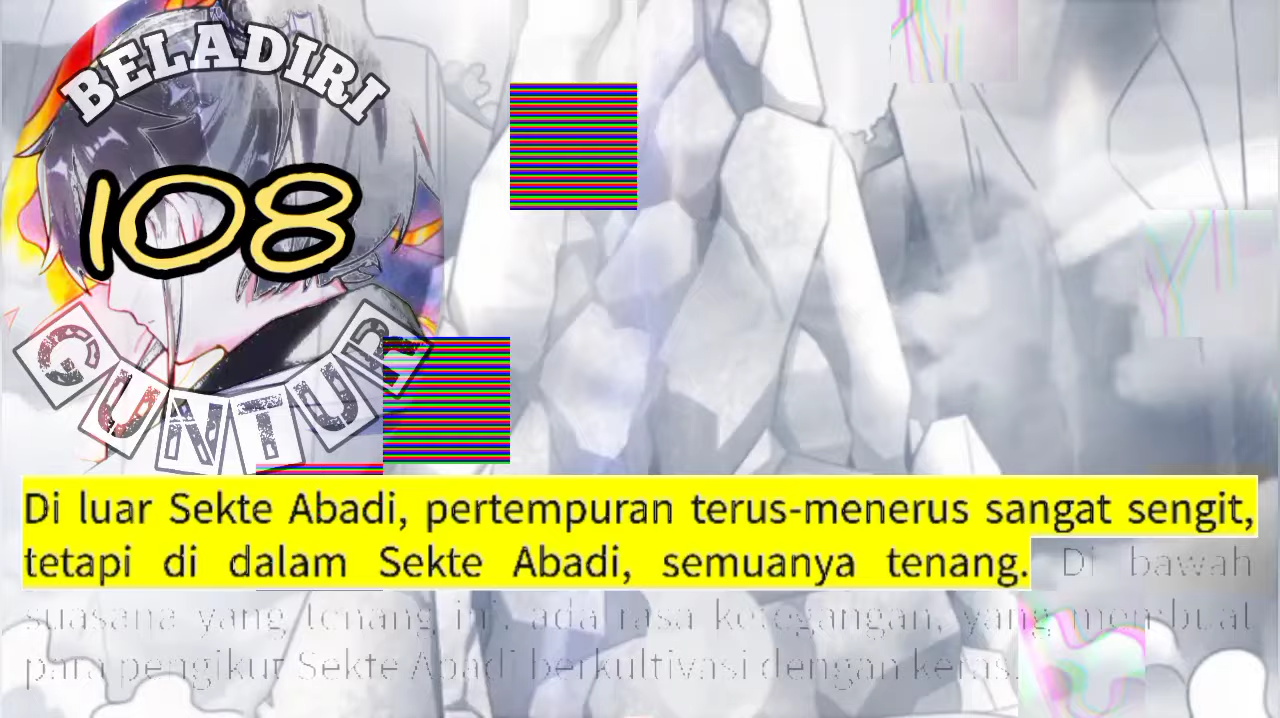 BELADIRI
108
GUNTUR
Di luar Sekte Abadi, pertempuran terus-menerus sangat sengit,
tetapi di dalam Sekte Abadi, semuanya tenang. Di bawah
suasana yang tenang ini, ada rasa ketegangan, yang membuat
para pengikut Sekte Abadi berkultivasi dengan keras.